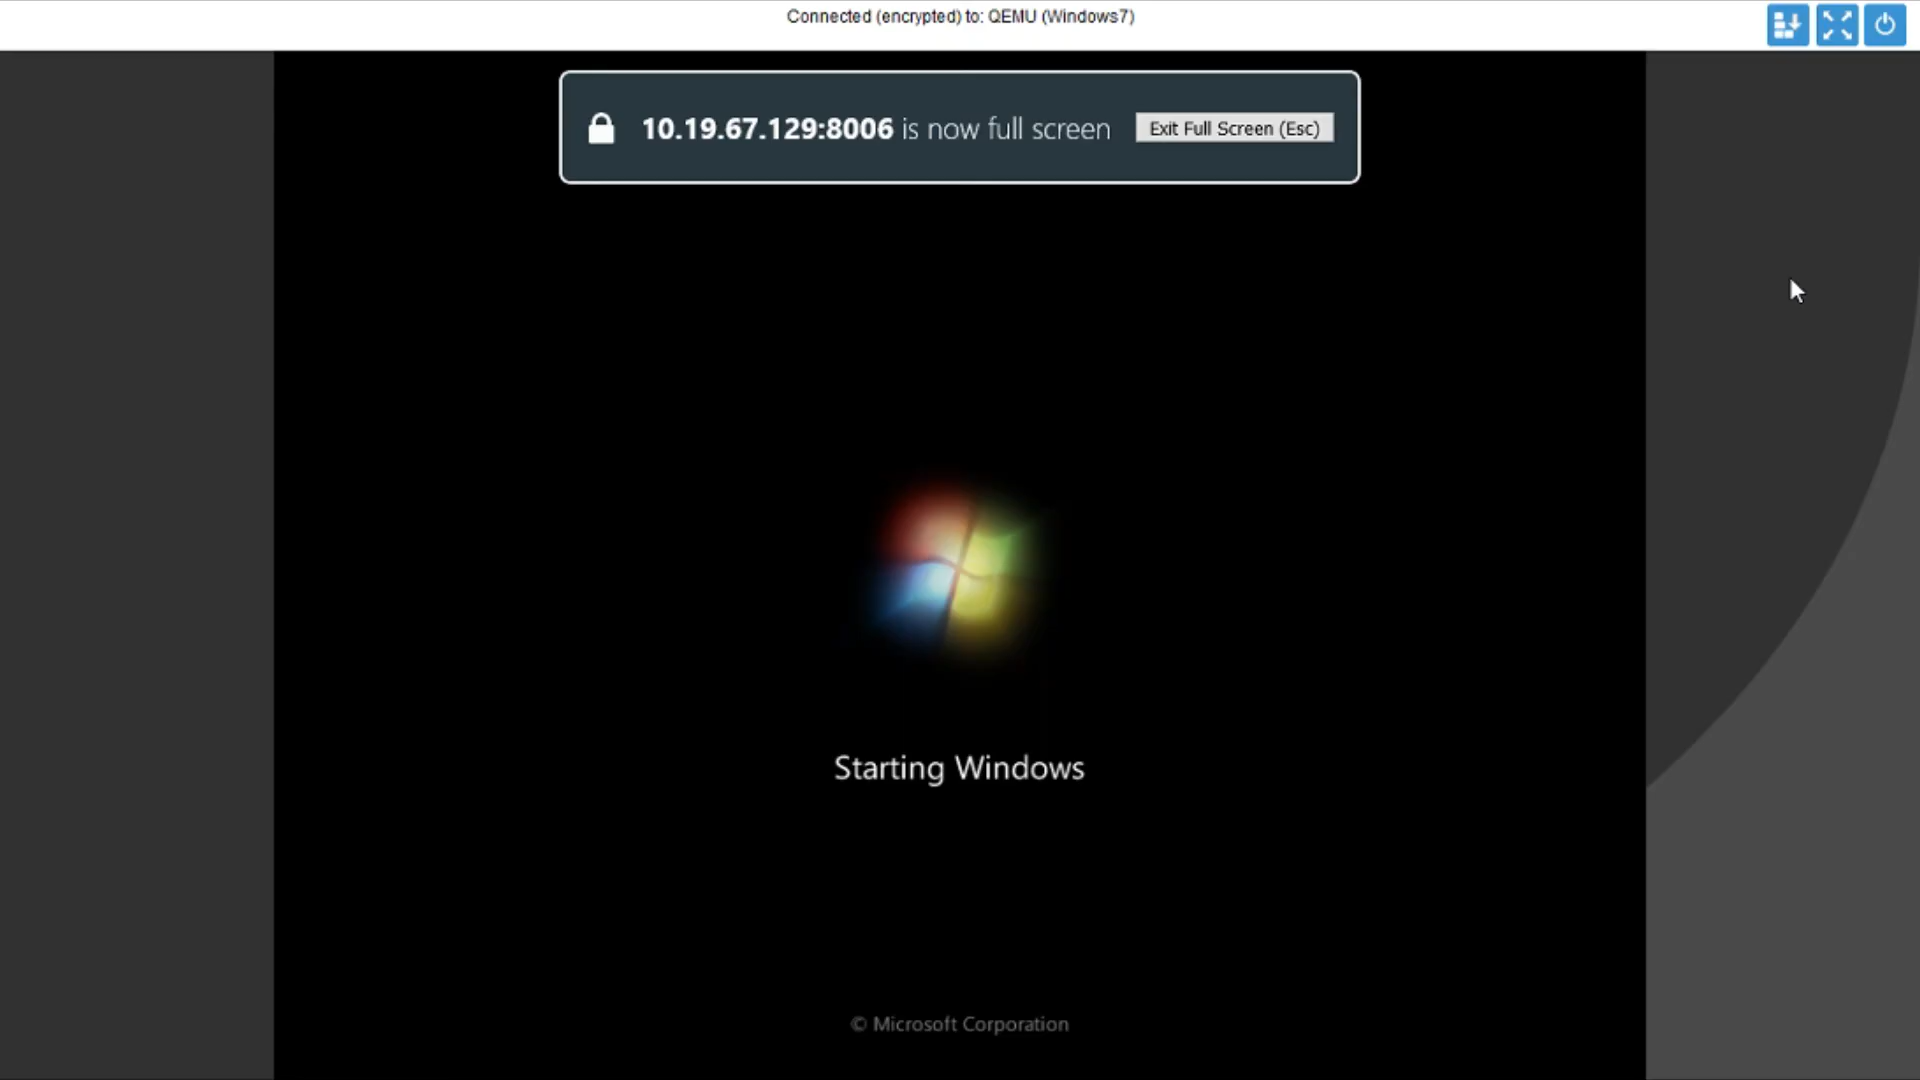 Connected (encrypted) to: QEMU (Windows7)
10.19.67.129:8006 is now full screen Exit Full Screen (Esc)
Starting Windows
© Microsoft Corporation